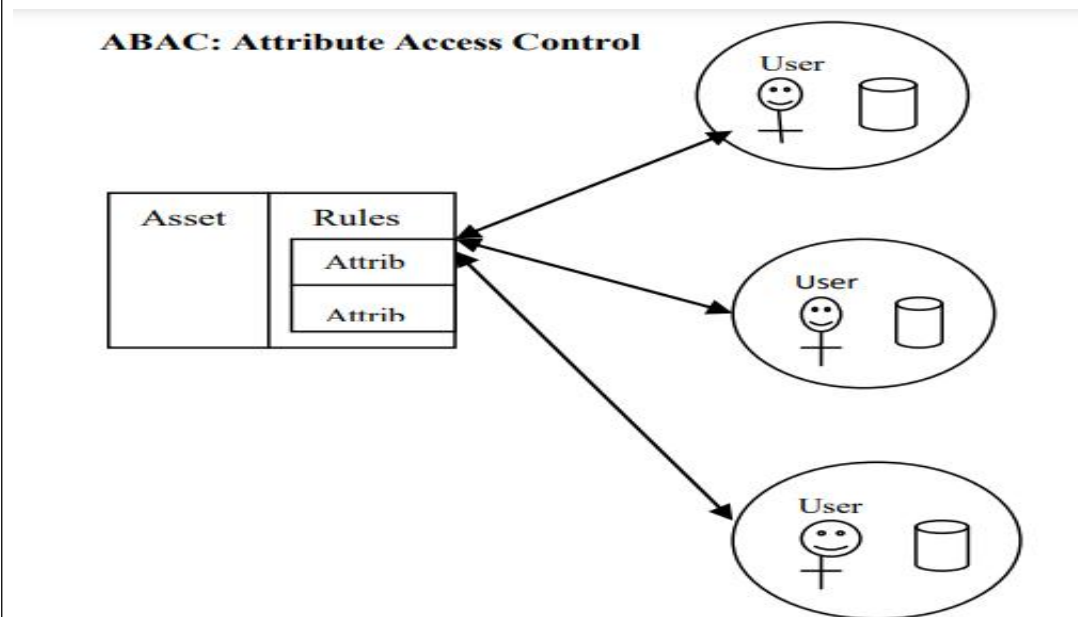 ABAC: Attribute Access Control
User
Asset
Rules
Attrib
Attrib
User
User